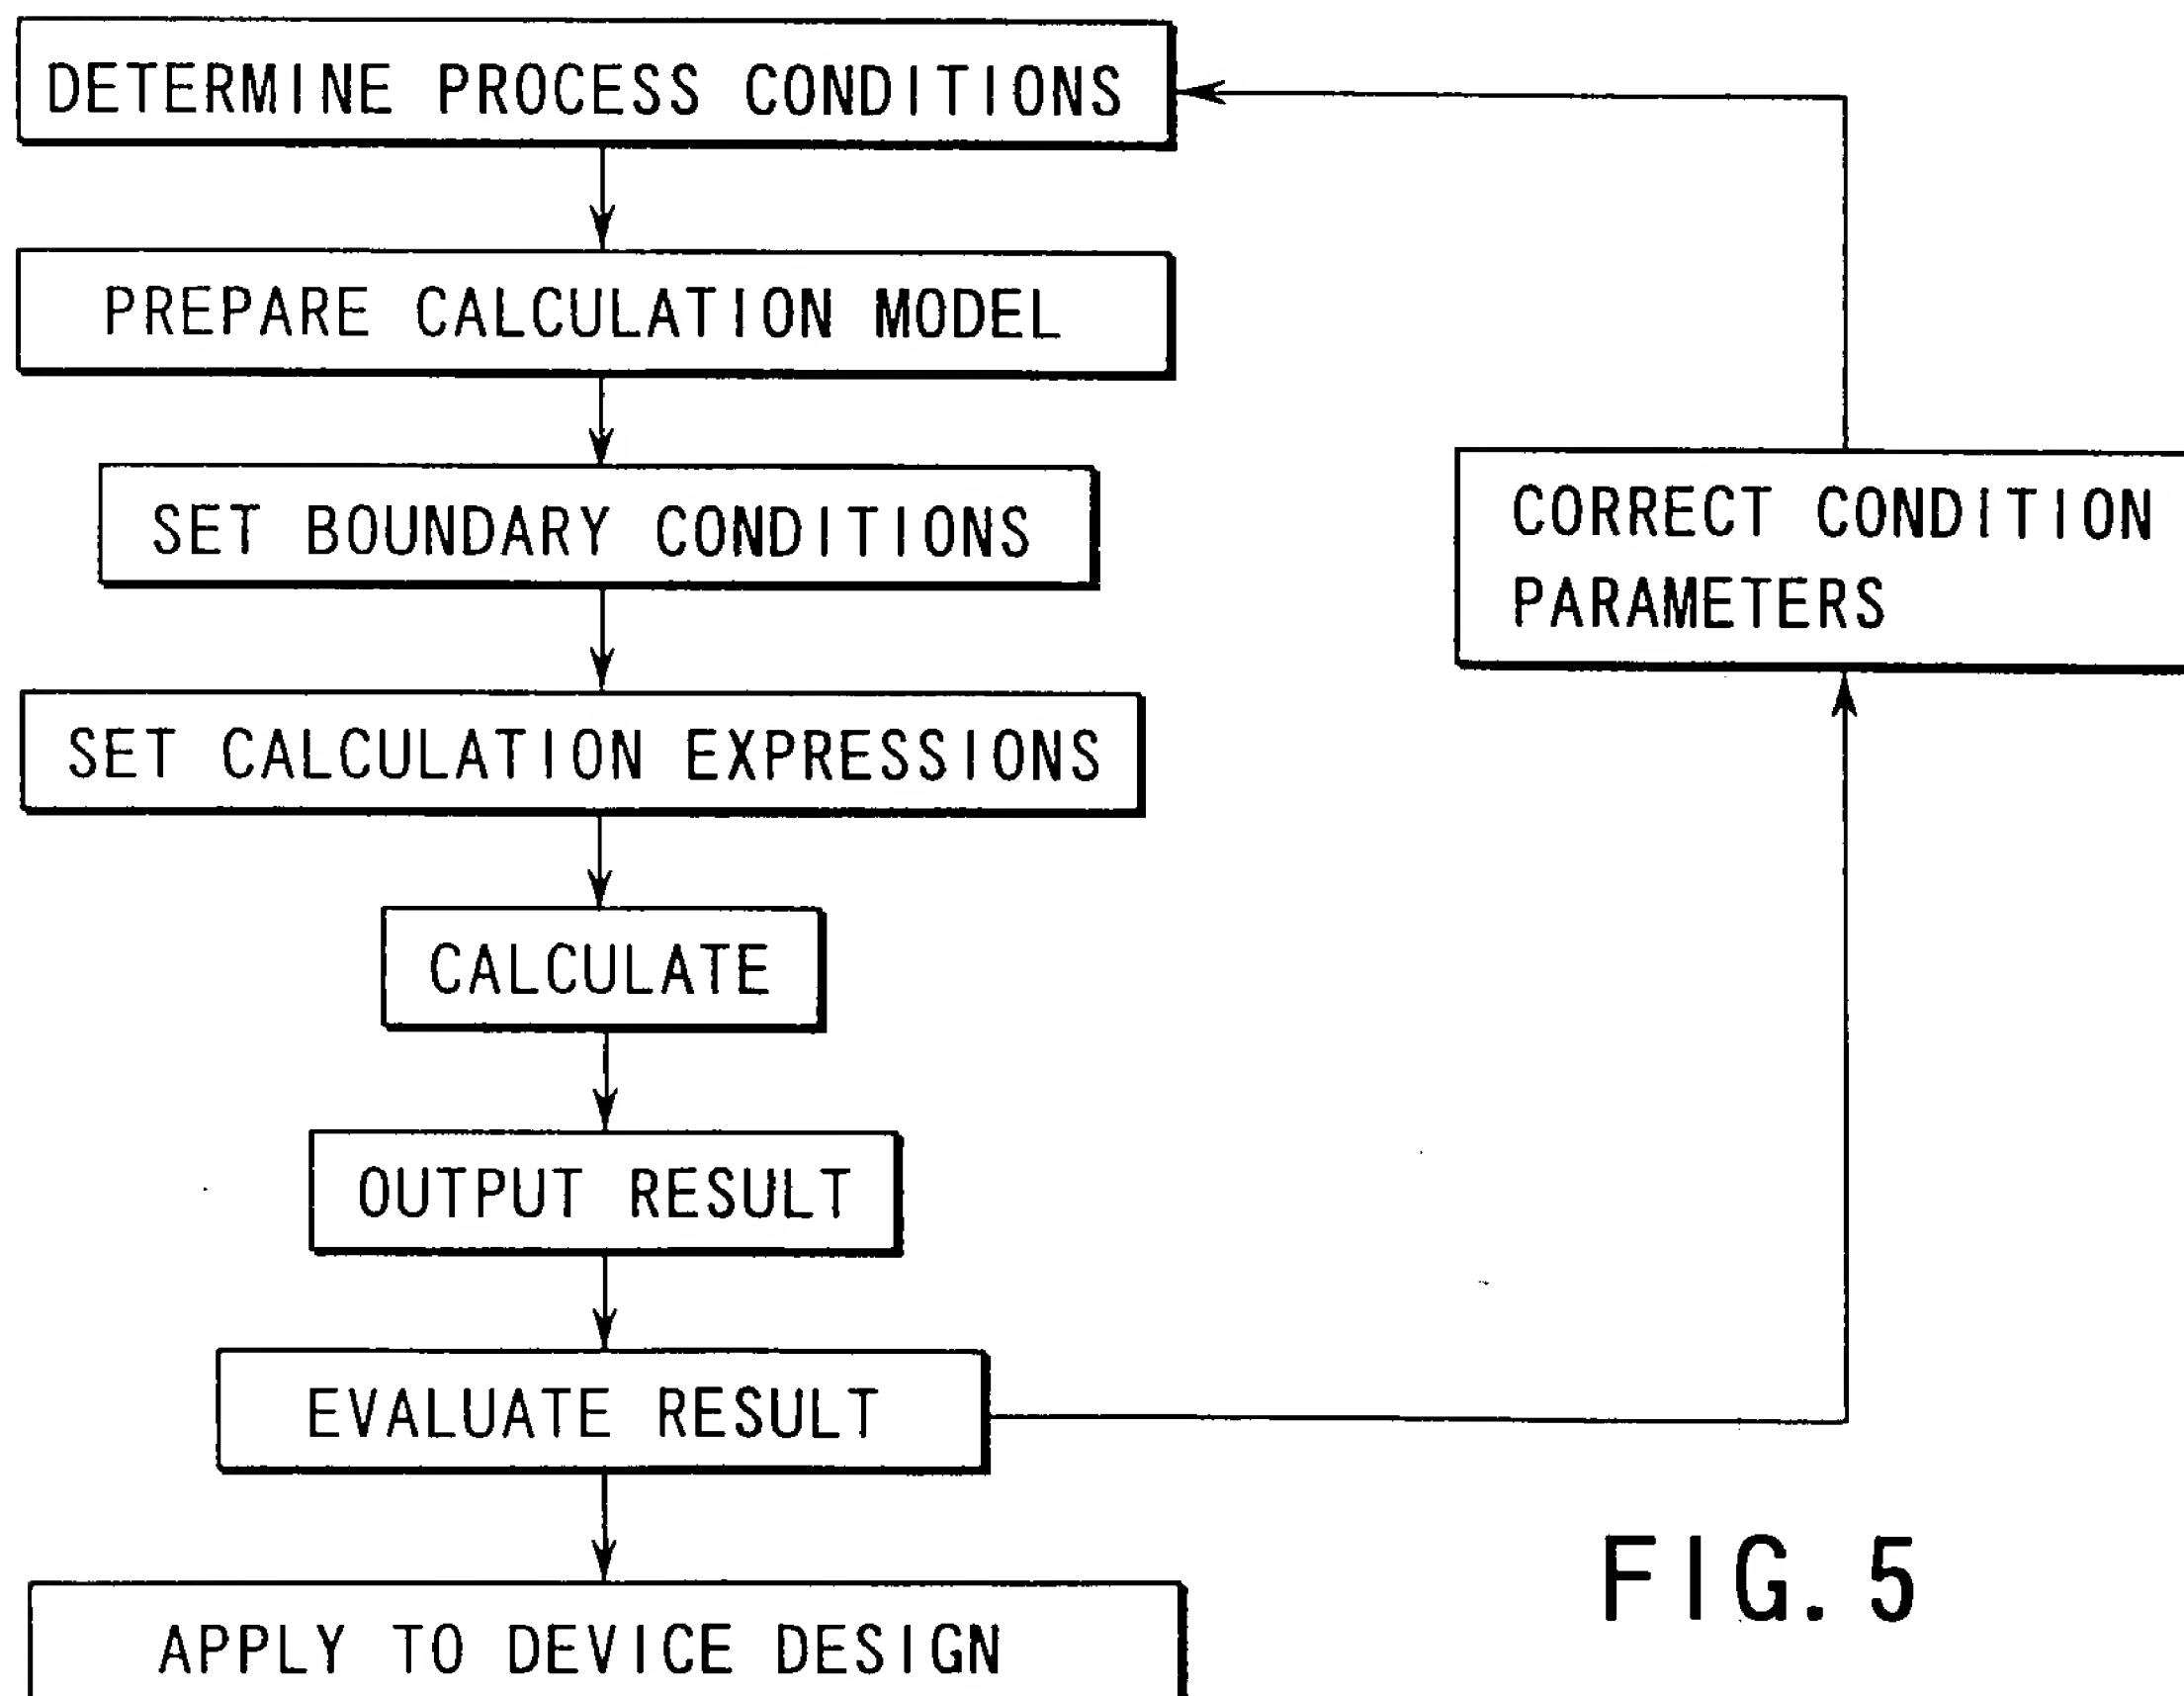 DETERMINE PROCESS CONDITIONS
PREPARE CALCULATION MODEL
SET BOUNDARY CONDITIONS
SET CALCULATION EXPRESSIONS
CALCULATE
OUTPUT RESULT
EVALUATE RESULT
APPLY TO DEVICE DESIGN
CORRECT CONDITION
PARAMETERS
FIG. 5